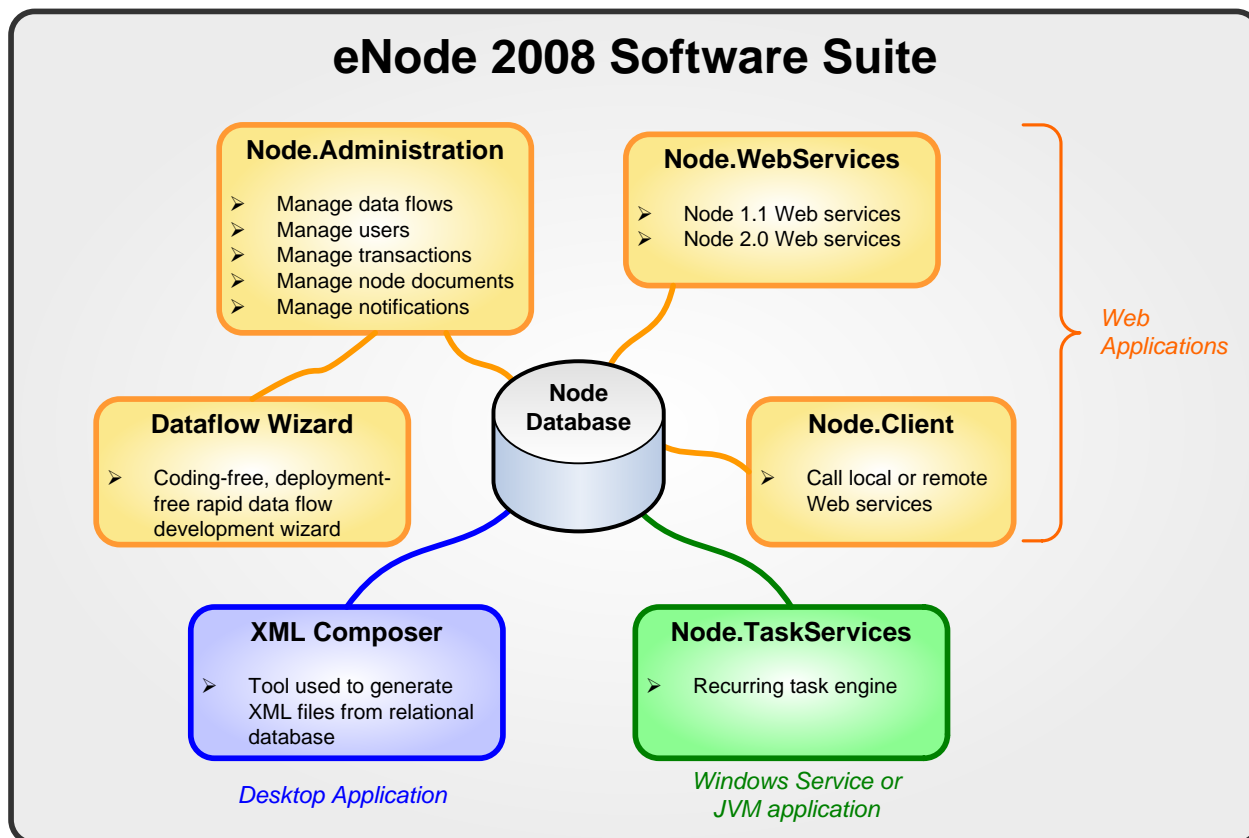 eNode 2008 Software Suite
Node.Administration
➢ Manage data flows
➢ Manage users
➢ Manage transactions
➢ Manage node documents
➢ Manage notifications
Node.WebServices
➢ Node 1.1 Web services
➢ Node 2.0 Web services
Web
Applications
Node
Database
Dataflow Wizard
➢ Coding-free, deployment-
free rapid data flow
development wizard
Node.Client
➢ Call local or remote
Web services
XML Composer
➢ Tool used to generate
XML files from relational
database
Desktop Application
Node.TaskServices
➢ Recurring task engine
Windows Service or
JVM application